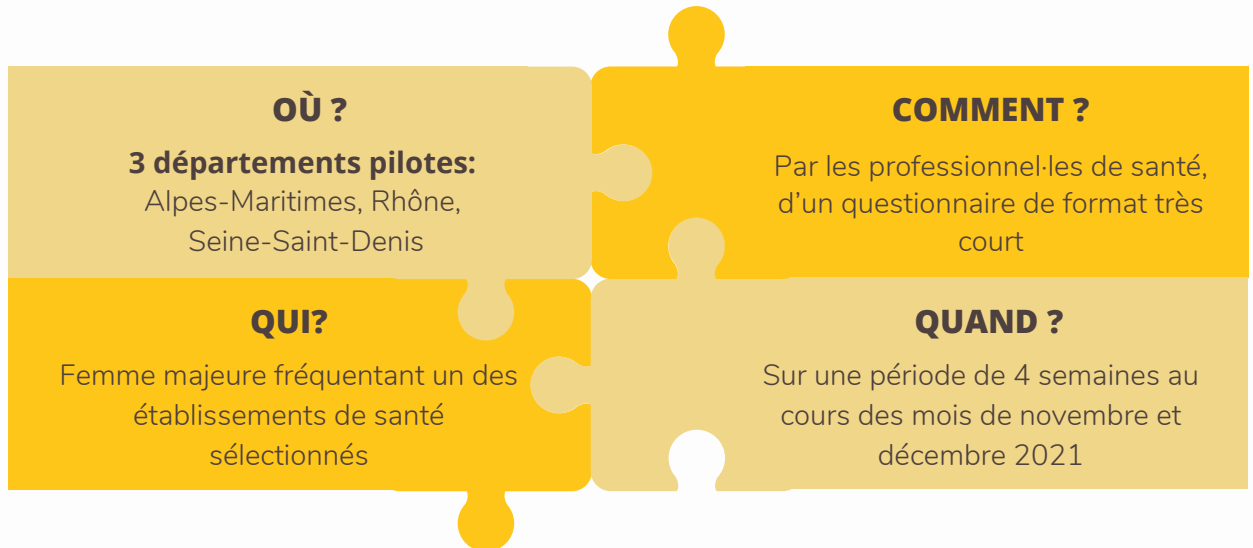 OÙ ?
3 départements pilotes:
Alpes-Maritimes, Rhône,
Seine-Saint-Denis
COMMENT ?
Par les professionnel·les de santé,
d’un questionnaire de format très
court
QUI?
Femme majeure fréquentant un des
établissements de santé
sélectionnés
QUAND ?
Sur une période de 4 semaines au
cours des mois de novembre et
décembre 2021